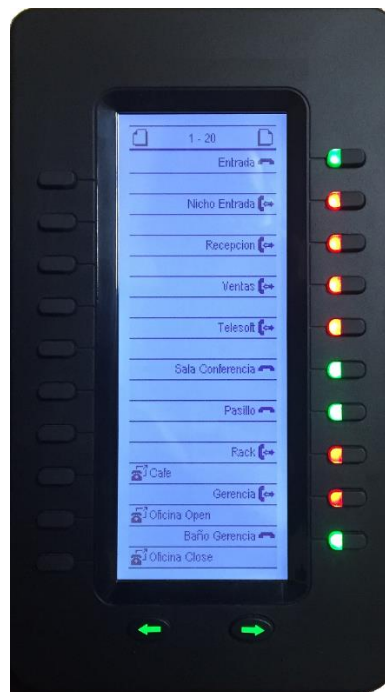 1 - 20
Entrada
Nicho Entrada
Recepcion
Ventas
Telesoft
Sala Conferencia
Pasillo
Rack
Cafe
Gerencia
Oficina Open
Baño Gerencia
Oficina Close